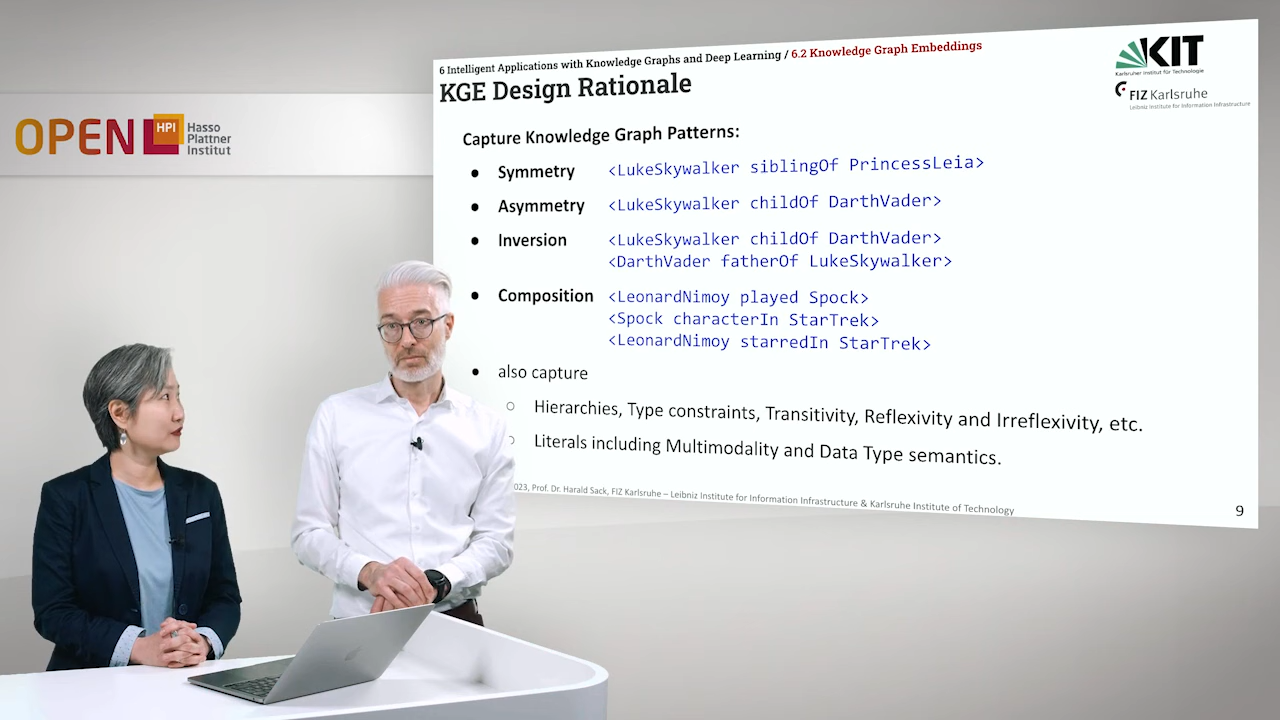 OPEN HPI Hasso
Plattner
Institut
6 Intelligent Applications with Knowledge Graphs and Deep Learning / 6.2 Knowledge Graph Embeddings
KGE Design Rationale
KIT
Karlsruher Institut für Technologie
FIZ Karlsruhe
Leibniz Institute for Information Infrastructure
Capture Knowledge Graph Patterns:
● Symmetry <LukeSkywalker siblingOf PrincessLeia>
● Asymmetry <LukeSkywalker childOf DarthVader>
● Inversion <LukeSkywalker childOf DarthVader>
<DarthVader fatherOf LukeSkywalker>
● Composition <LeonardNimoy played Spock>
<Spock characterIn StarTrek>
<LeonardNimoy starredIn StarTrek>
● also capture
○ Hierarchies, Type constraints, Transitivity, Reflexivity and Irreflexivity, etc.
○ Literals including Multimodality and Data Type semantics.
023, Prof. Dr. Harald Sack, FIZ Karlsruhe – Leibniz Institute for Information Infrastructure & Karlsruhe Institute of Technology
9